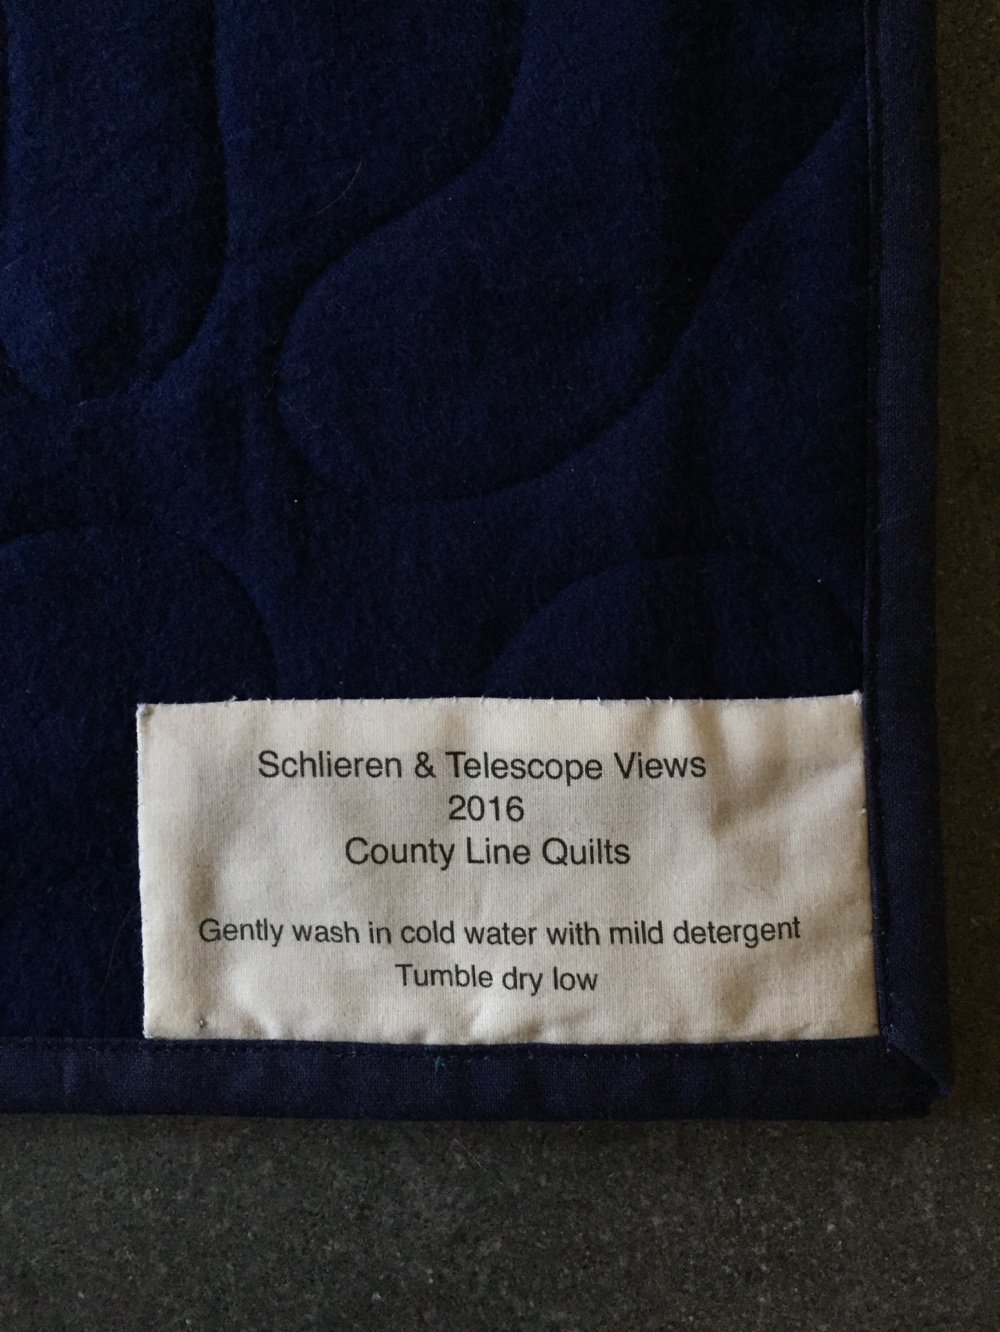 Schlieren & Telescope Views
2016
County Line Quilts
Gently wash in cold water with mild detergent
Tumble dry low